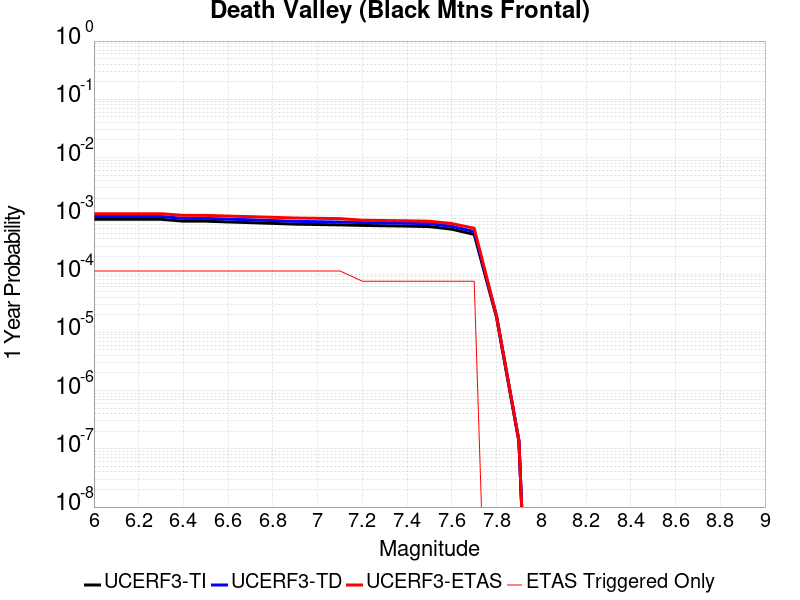 Death Valley (Black Mtns Frontal)
10^0
10^-1
10^-2
10^-3
10^-4
10^-5
10^-6
10^-7
10^-8
1 Year Probability
6 6.2 6.4 6.6 6.8 7 7.2 7.4 7.6 7.8 8 8.2 8.4 8.6 8.8 9
Magnitude
UCERF3-TI UCERF3-TD UCERF3-ETAS ETAS Triggered Only